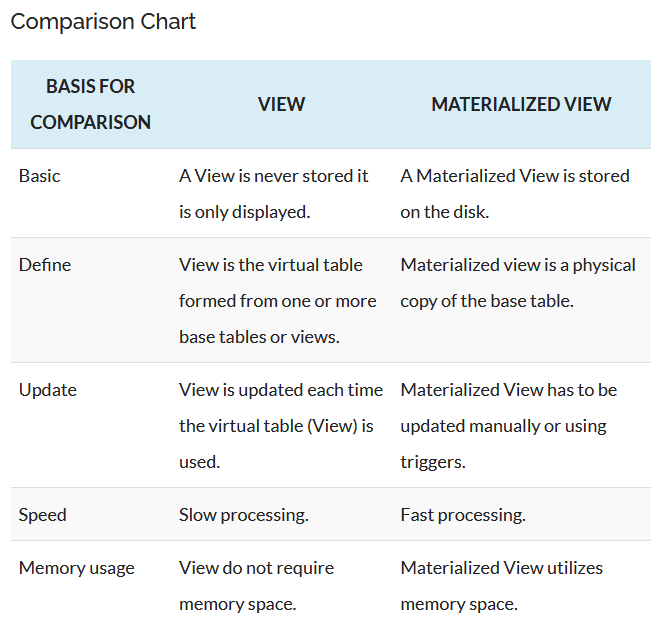 Comparison Chart
BASIS FOR
COMPARISON
VIEW
MATERIALIZED VIEW
Basic
A View is never stored it
is only displayed.
A Materialized View is stored
on the disk.
Define
View is the virtual table
formed from one or more
base tables or views.
Materialized view is a physical
copy of the base table.
Update
View is updated each time
the virtual table (View) is
used.
Materialized View has to be
updated manually or using
triggers.
Speed
Slow processing.
Fast processing.
Memory usage
View do not require
memory space.
Materialized View utilizes
memory space.